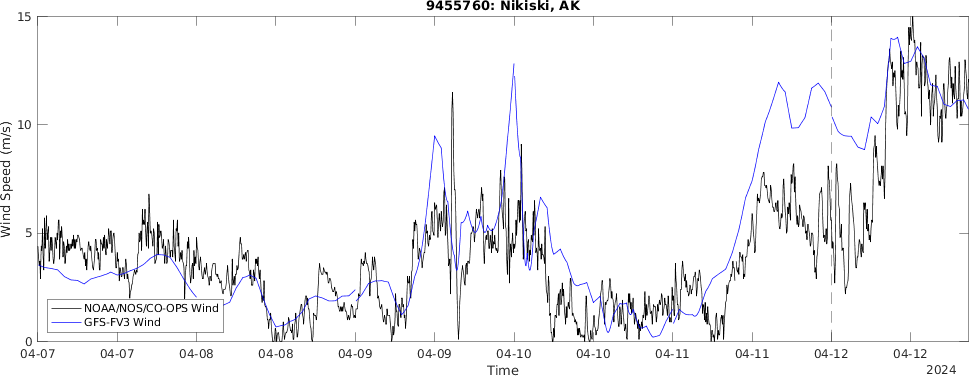 9455760: Nikiski, AK
Wind Speed (m/s)
15
10
5
0
NOAA/NOS/CO-OPS Wind
GFS-FV3 Wind
04-07 04-07 04-08 04-08 04-09 04-09 04-10 04-10 04-11 04-11 04-12 04-12
Time
2024